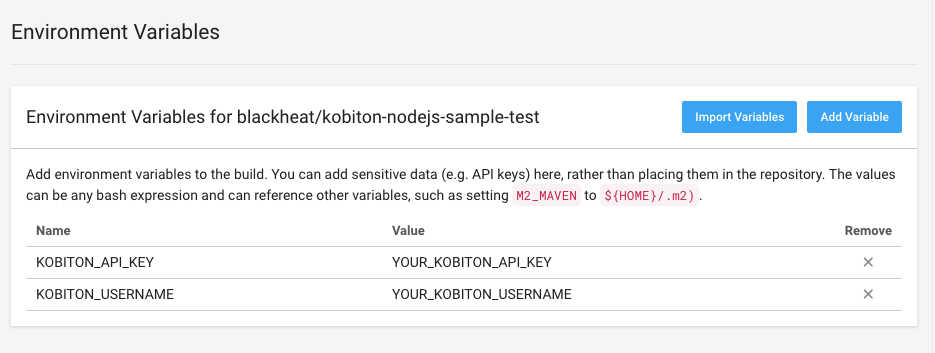 Environment Variables
Environment Variables for blackheat/kobiton-nodejs-sample-test
Import Variables
Add Variable
Add environment variables to the build. You can add sensitive data (e.g. API keys) here, rather than placing them in the repository. The values
can be any bash expression and can reference other variables, such as setting M2_MAVEN to ${HOME}/.m2).
Name Value Remove
KOBITON_API_KEY YOUR_KOBITON_API_KEY
KOBITON_USERNAME YOUR_KOBITON_USERNAME